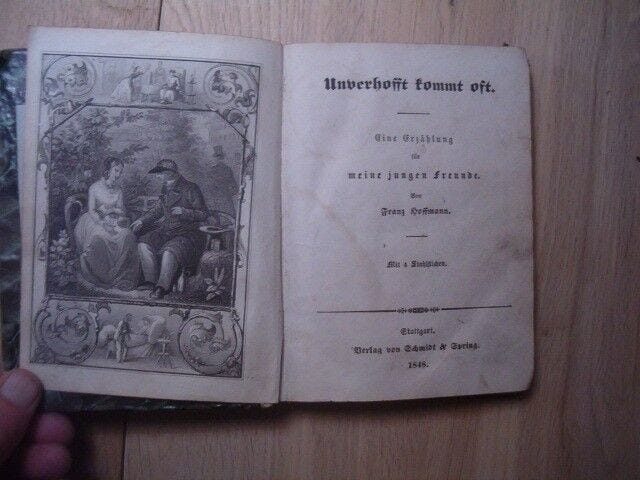 Unverhofft kommt oft.
Eine Erzählung
für
meine jungen Freunde.
Von
Franz Hoffmann.
Mit 4 Stahlstichen.
Stuttgart.
Verlag von Schmidt & Spring.
1848.